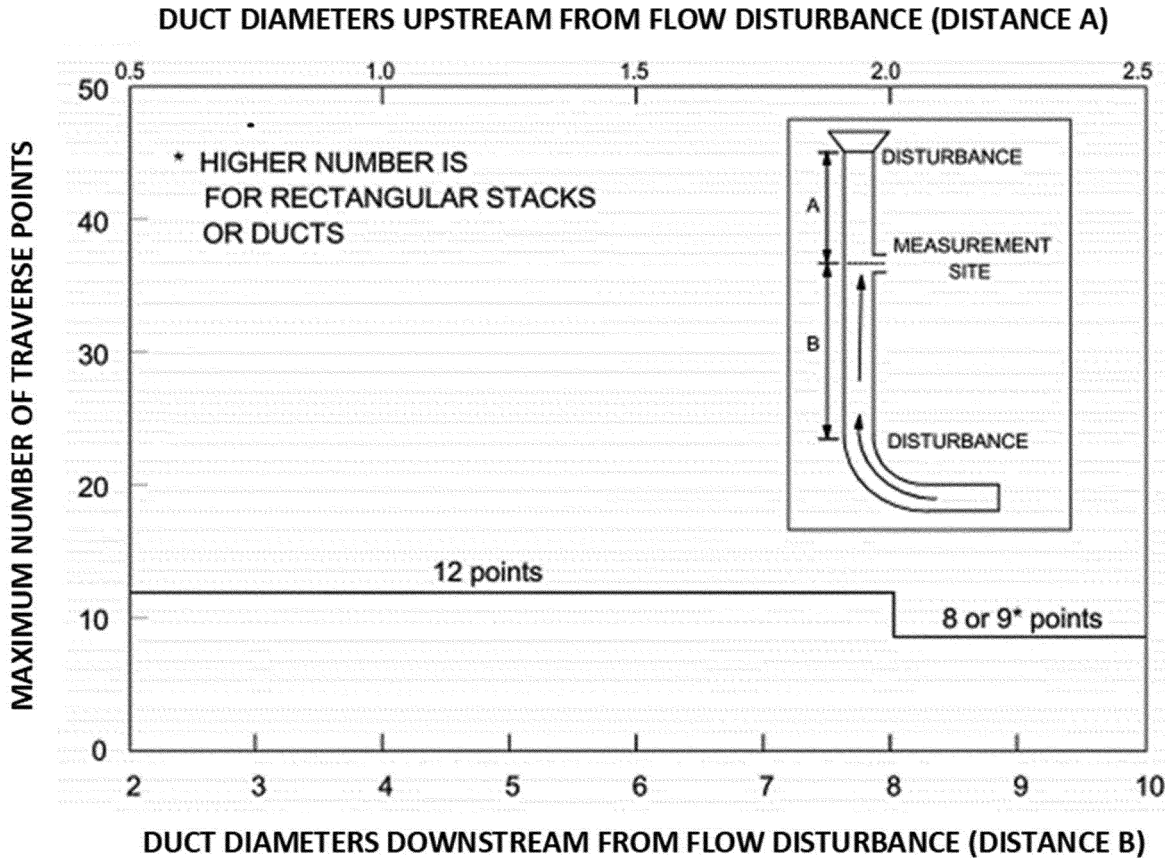 DUCT DIAMETERS UPSTREAM FROM FLOW DISTURBANCE (DISTANCE A)
0.5 1.0 1.5 2.0 2.5
50
* HIGHER NUMBER IS
FOR RECTANGULAR STACKS
OR DUCTS
DISTURBANCE
A
MEASUREMENT
SITE
B
DISTURBANCE
40
30
20
12 points
10
8 or 9* points
0
2 3 4 5 6 7 8 9 10
MAXIMUM NUMBER OF TRAVERSE POINTS
DUCT DIAMETERS DOWNSTREAM FROM FLOW DISTURBANCE (DISTANCE B)